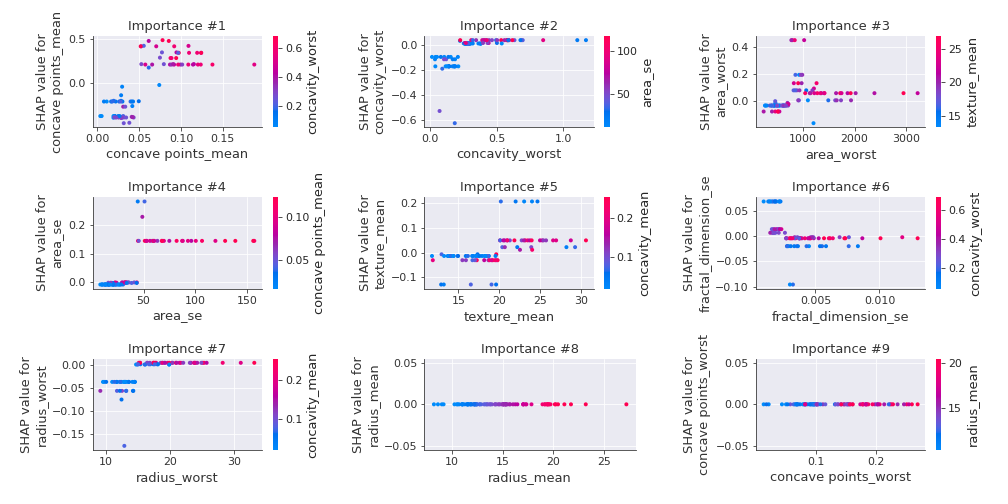 Importance #1
SHAP value for
concave points_mean
0.5
0.0
0.00
0.05
0.10
0.15
concave points_mean
0.6
0.4
0.2
concavity_worst
Importance #2
SHAP value for
concavity_worst
0.0
−0.2
−0.4
−0.6
0.0
0.5
1.0
concavity_worst
100
50
area_se
Importance #3
SHAP value for
area_worst
0.4
0.2
0.0
1000
2000
3000
area_worst
25
20
15
texture_mean
Importance #4
SHAP value for
area_se
0.2
0.1
0.0
50
100
150
area_se
0.10
0.05
concave points_mean
Importance #5
SHAP value for
texture_mean
0.2
0.1
0.0
−0.1
15
20
25
30
texture_mean
0.2
0.1
concavity_mean
Importance #6
SHAP value for
fractal_dimension_se
0.05
0.00
−0.05
−0.10
0.005
0.010
fractal_dimension_se
0.6
0.4
0.2
concavity_worst
Importance #7
SHAP value for
radius_worst
0.00
−0.05
−0.10
−0.15
10
20
30
radius_worst
0.2
0.1
concavity_mean
Importance #8
SHAP value for
radius_mean
0.05
0.00
−0.05
10
15
20
25
radius_mean
Importance #9
SHAP value for
concave points_worst
0.05
0.00
−0.05
0.1
0.2
concave points_worst
20
15
radius_mean